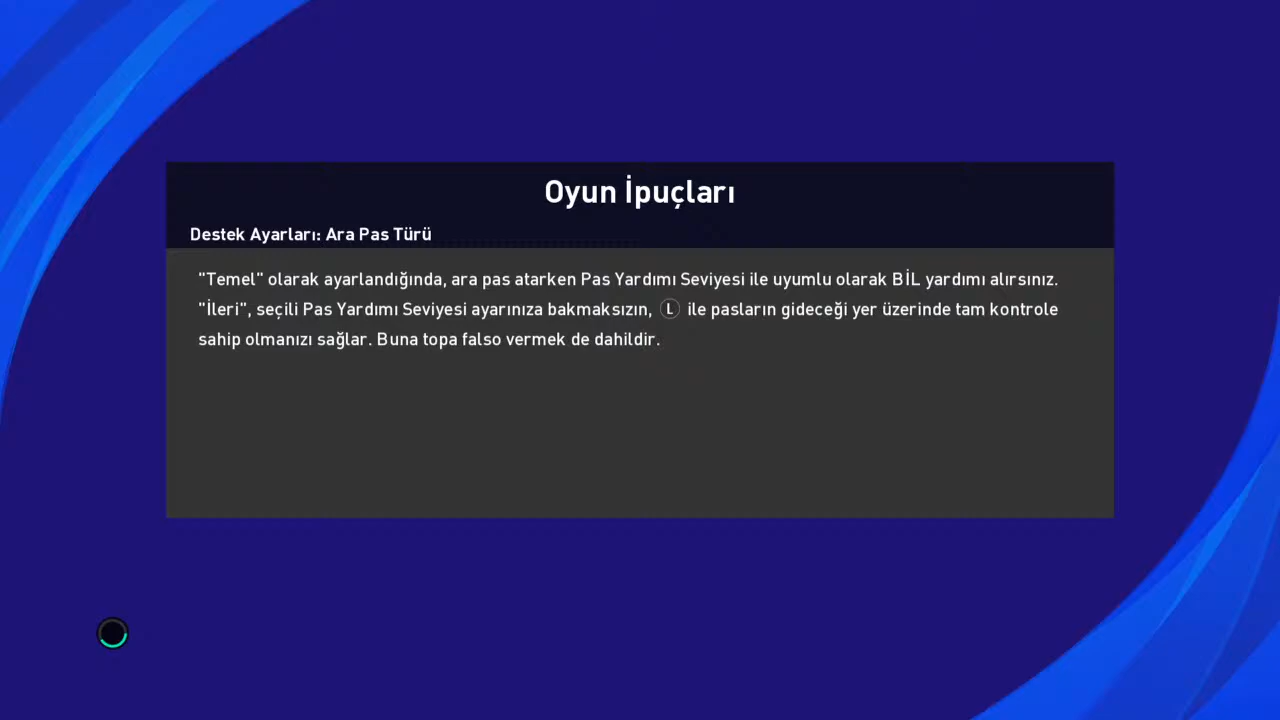 Oyun İpuçları
Destek Ayarları: Ara Pas Türü
"Temel" olarak ayarlandığında, ara pas atarken Pas Yardımı Seviyesi ile uyumlu olarak BİL yardımı alırsınız.
"İleri", seçili Pas Yardımı Seviyesi ayarınıza bakmaksızın, L ile pasların gideceği yer üzerinde tam kontrole
sahip olmanızı sağlar. Buna topa falso vermek de dahildir.